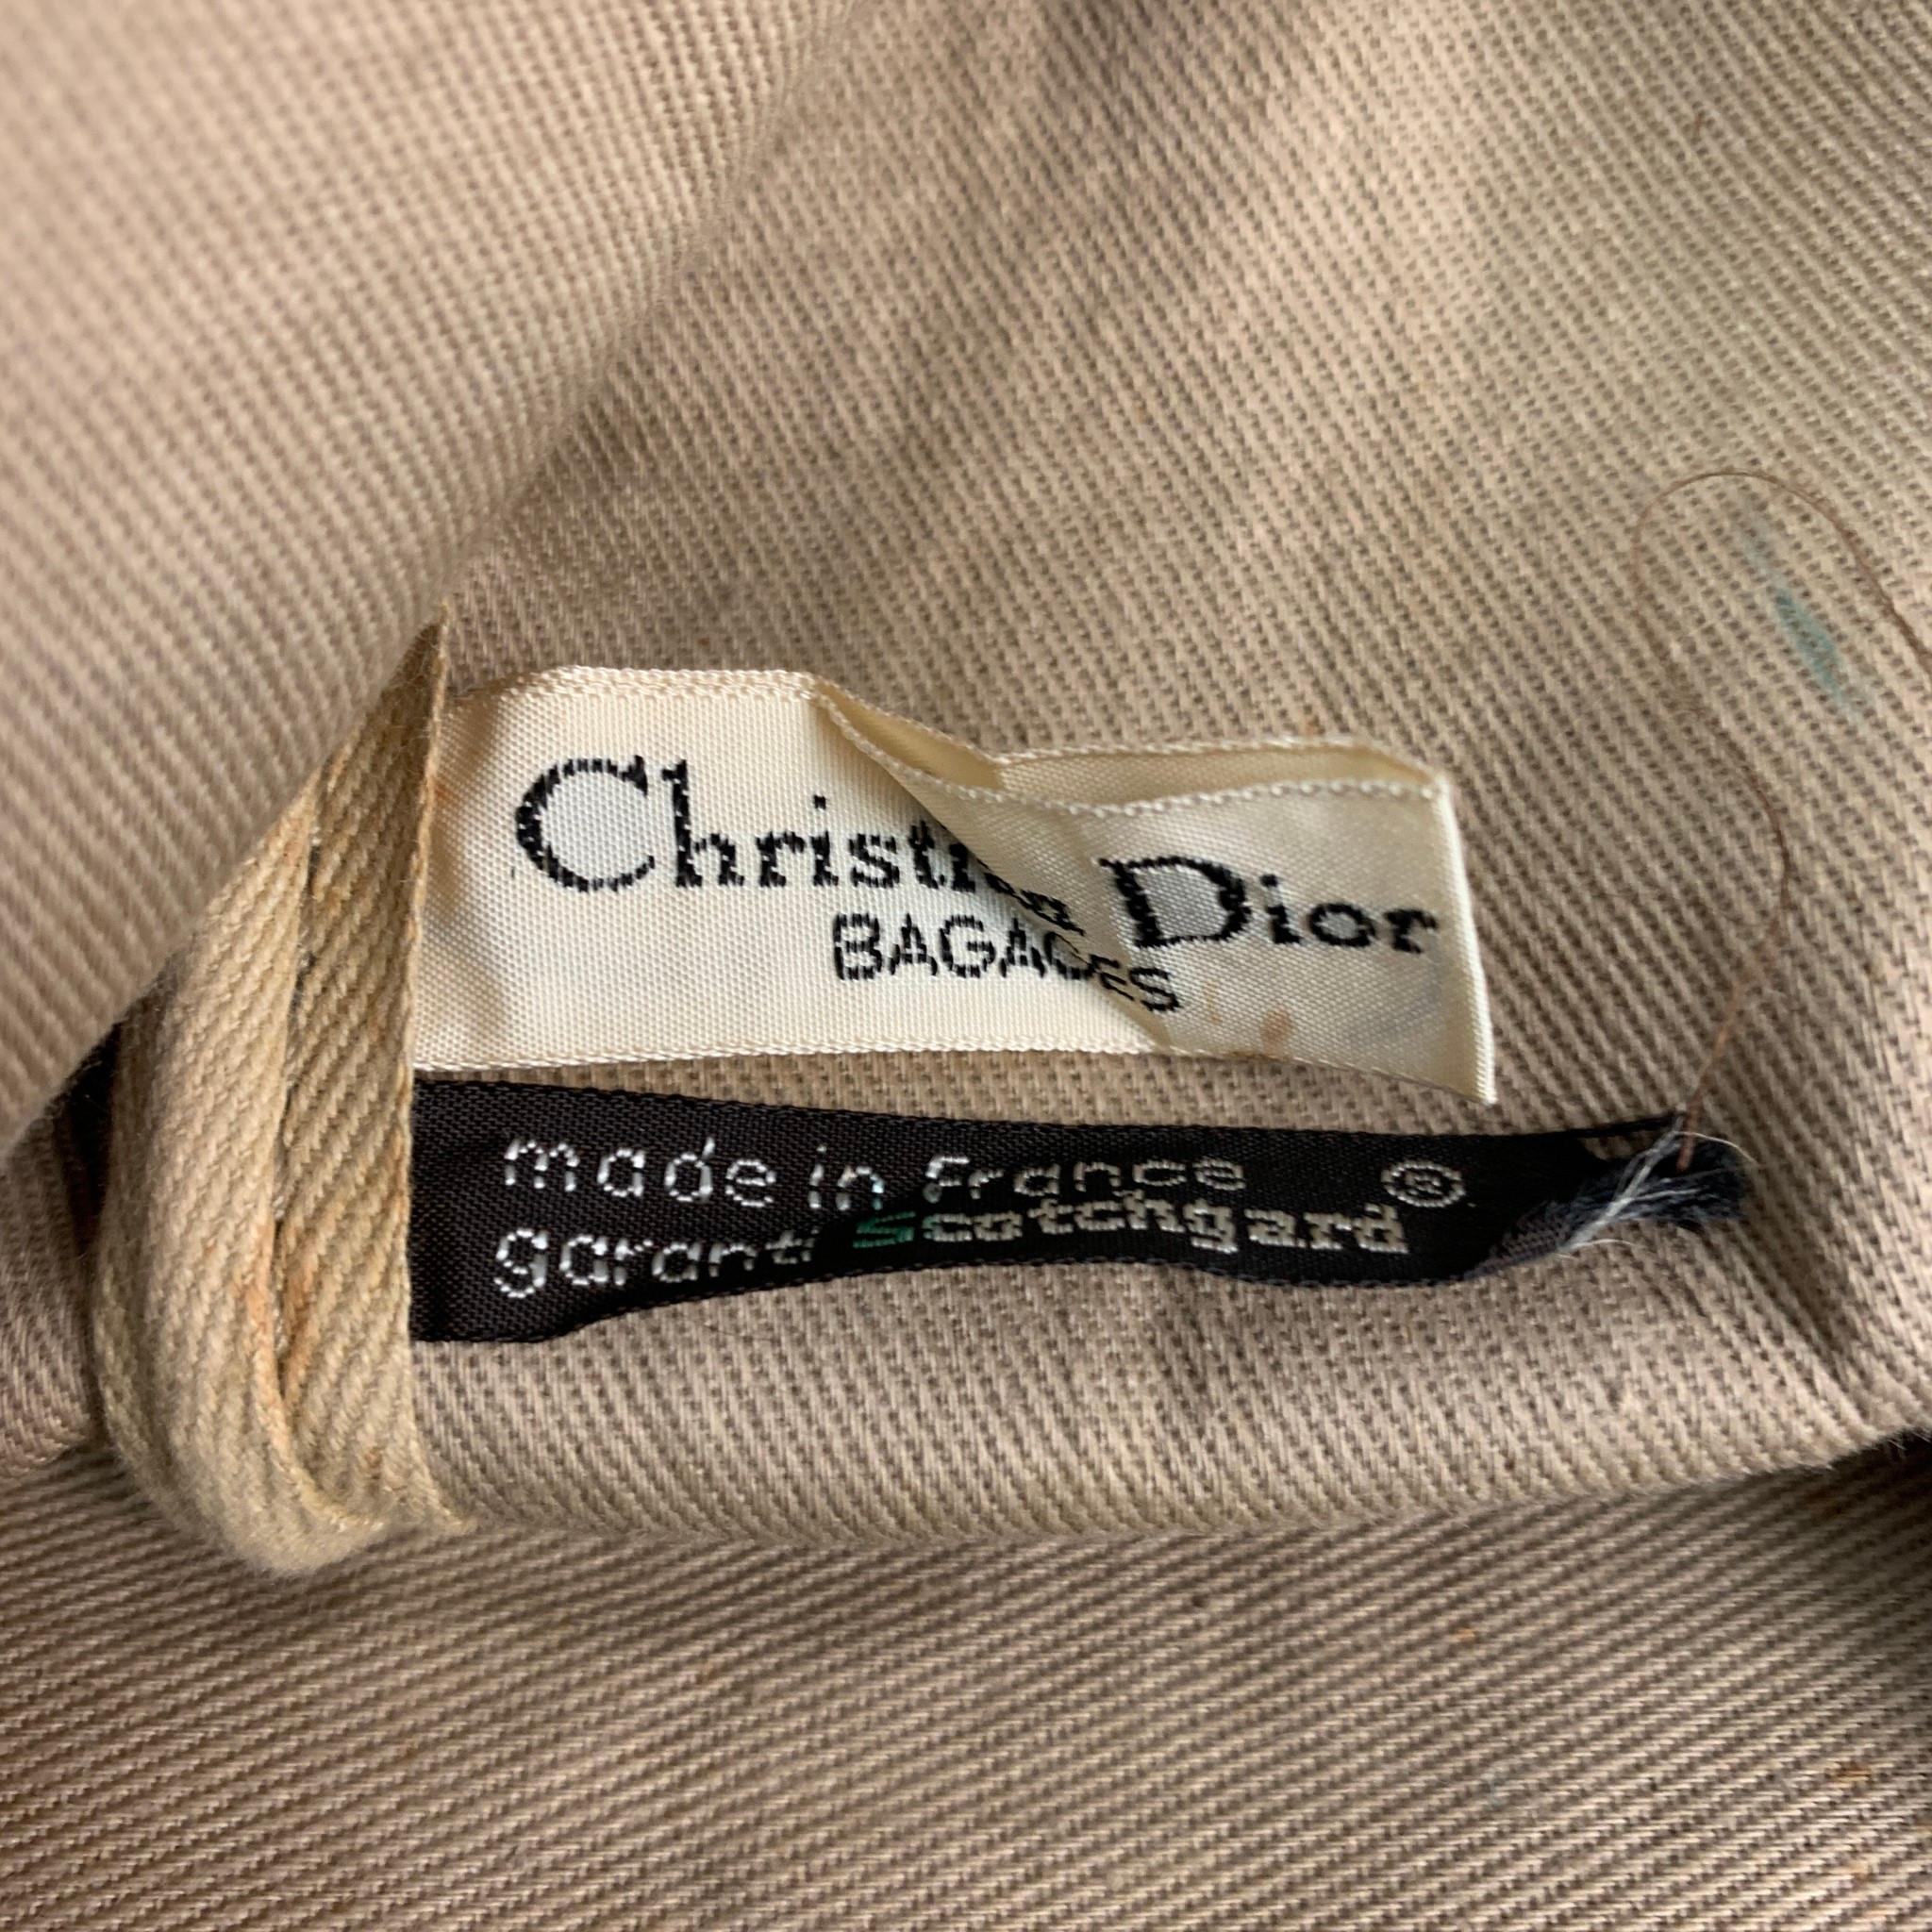 Christian Dior
BAGAGES
made in France
garanti Scotchgard ®